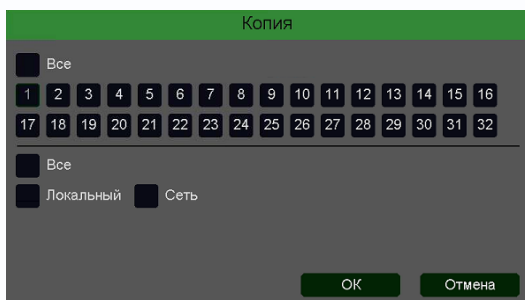 Копия
Все
1 2 3 4 5 6 7 8 9 10 11 12 13 14 15 16
17 18 19 20 21 22 23 24 25 26 27 28 29 30 31 32
Все
Локальный Сеть
ОК Отмена